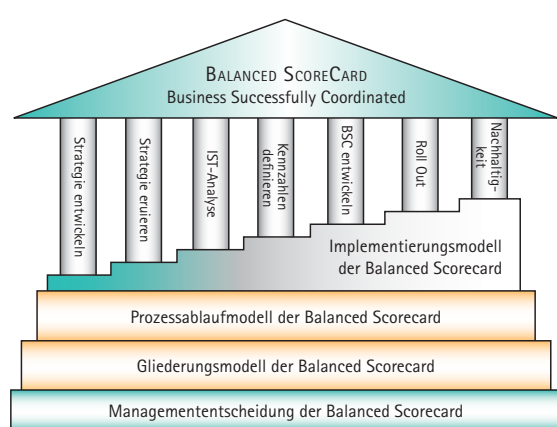 BALANCED SCORECARD
Business Successfully Coordinated
Strategie entwickeln
Strategie eruieren
IST-Analyse
Kennzahlen
definieren
BSC entwickeln
Roll Out
Nachhaltig-
keit
Implementierungsmodell
der Balanced Scorecard
Prozessablaufmodell der Balanced Scorecard
Gliederungsmodell der Balanced Scorecard
Managemententscheidung der Balanced Scorecard